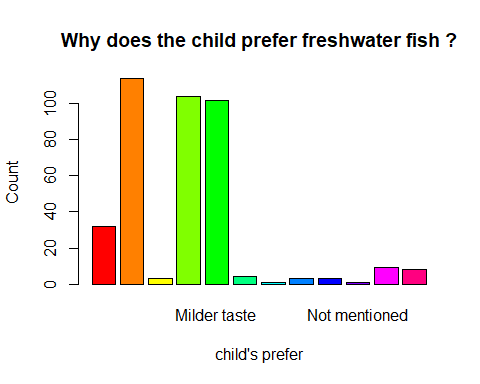 Why does the child prefer freshwater fish ?
Count
0 20 40 60 80 100
Milder taste Not mentioned
child's prefer